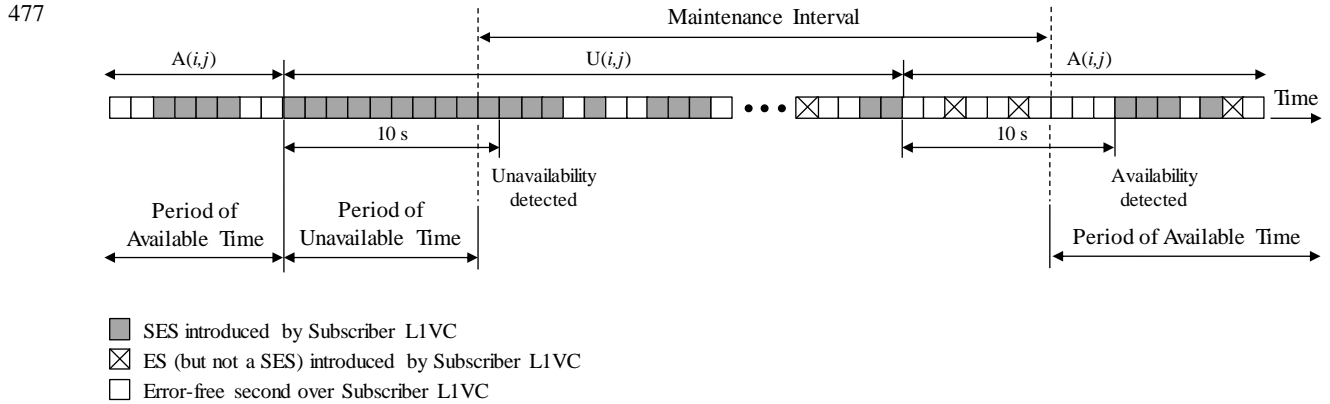 477
Maintenance Interval
A(i,j)
U(i,j)
A(i,j)
Time
10 s
10 s
Unavailability
detected
Availability
detected
Period of
Available Time
Period of
Unavailable Time
Period of Available Time
SES introduced by Subscriber L1VC
ES (but not a SES) introduced by Subscriber L1VC
Error-free second over Subscriber L1VC